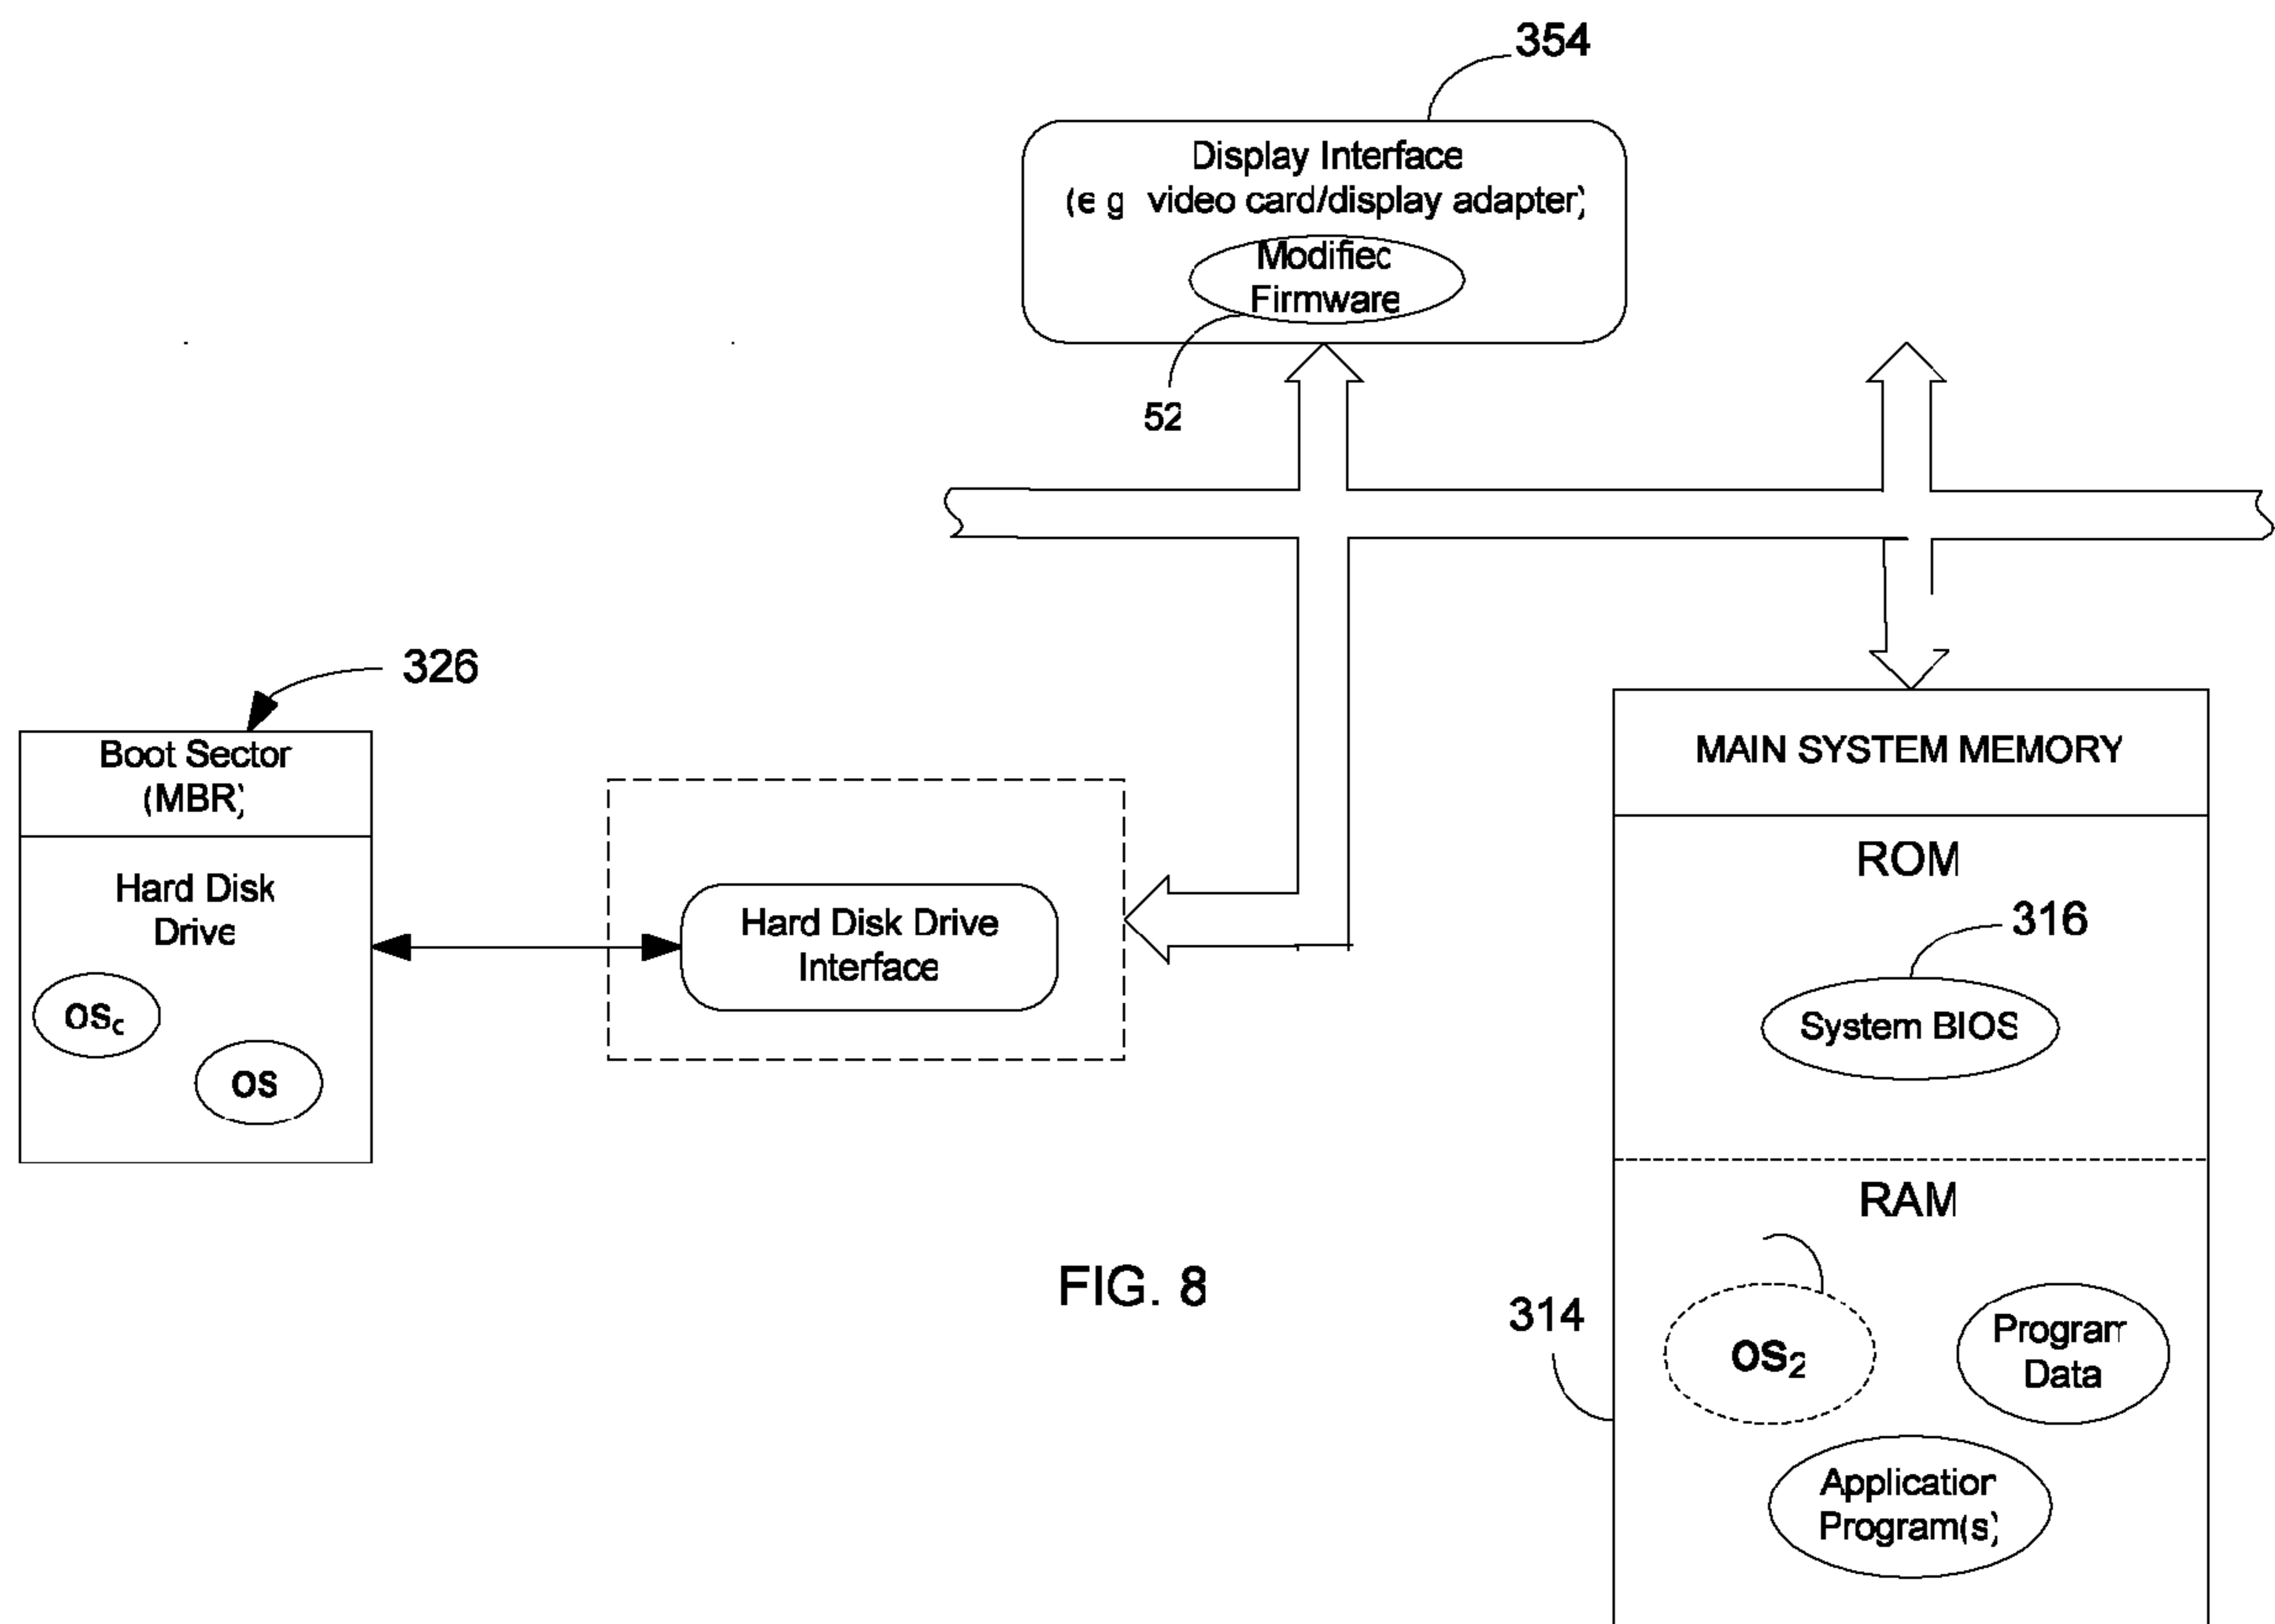 354
Display Interface
(e g video card/display adapter)
Modified
Firmware
52
326
Boot Sector
(MBR)
Hard Disk
Drive
OSc
OS
Hard Disk Drive
Interface
MAIN SYSTEM MEMORY
ROM
316
System BIOS
RAM
OS2
Program
Data
Application
Program(s)
314
FIG. 8